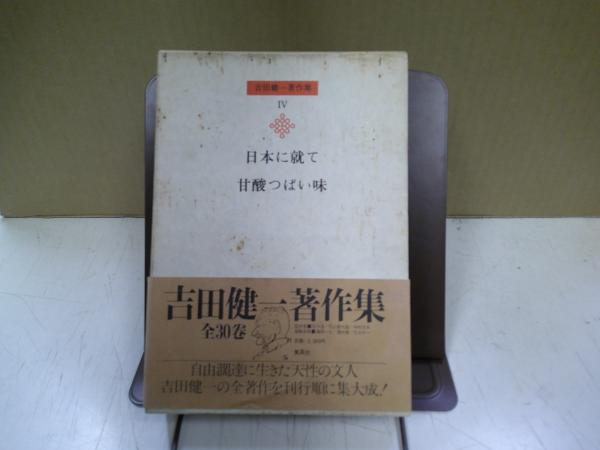 吉田健一著作集
IV
日本に就て
甘酸つぱい味
吉田健一著作集
全30巻
集英社
自由闊達に生きた天性の文人
吉田健一の全著作を刊行順に集大成!